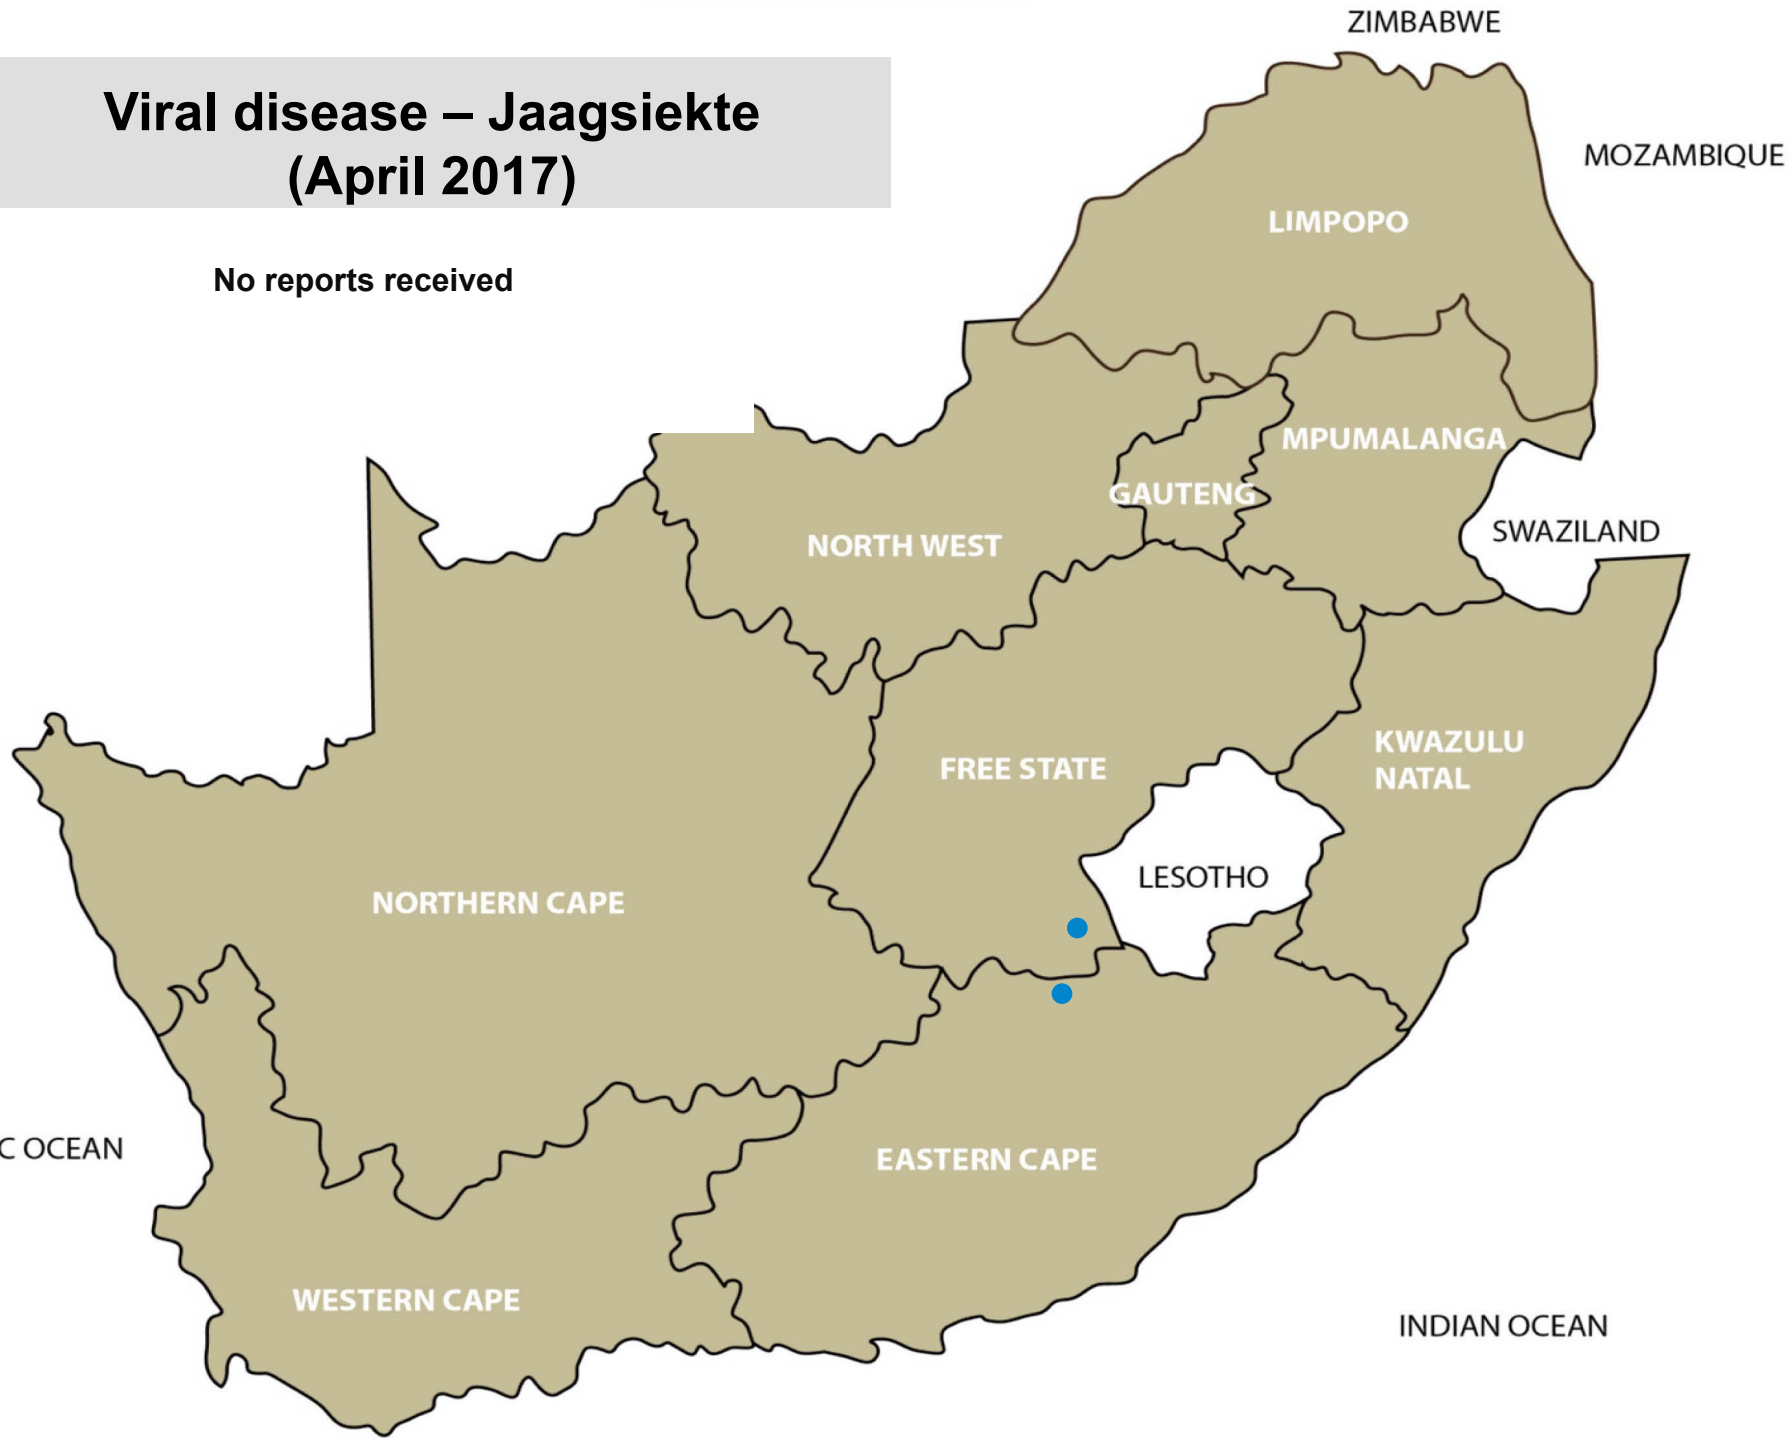 ZIMBABWE
Viral disease – Jaagsiekte
(April 2017)
MOZAMBIQUE
LIMPOPO
No reports received
MPUMALANGA
GAUTENG
SWAZILAND
NORTH WEST
KWAZULU
NATAL
FREE STATE
LESOTHO
NORTHERN CAPE
C OCEAN
EASTERN CAPE
WESTERN CAPE
INDIAN OCEAN